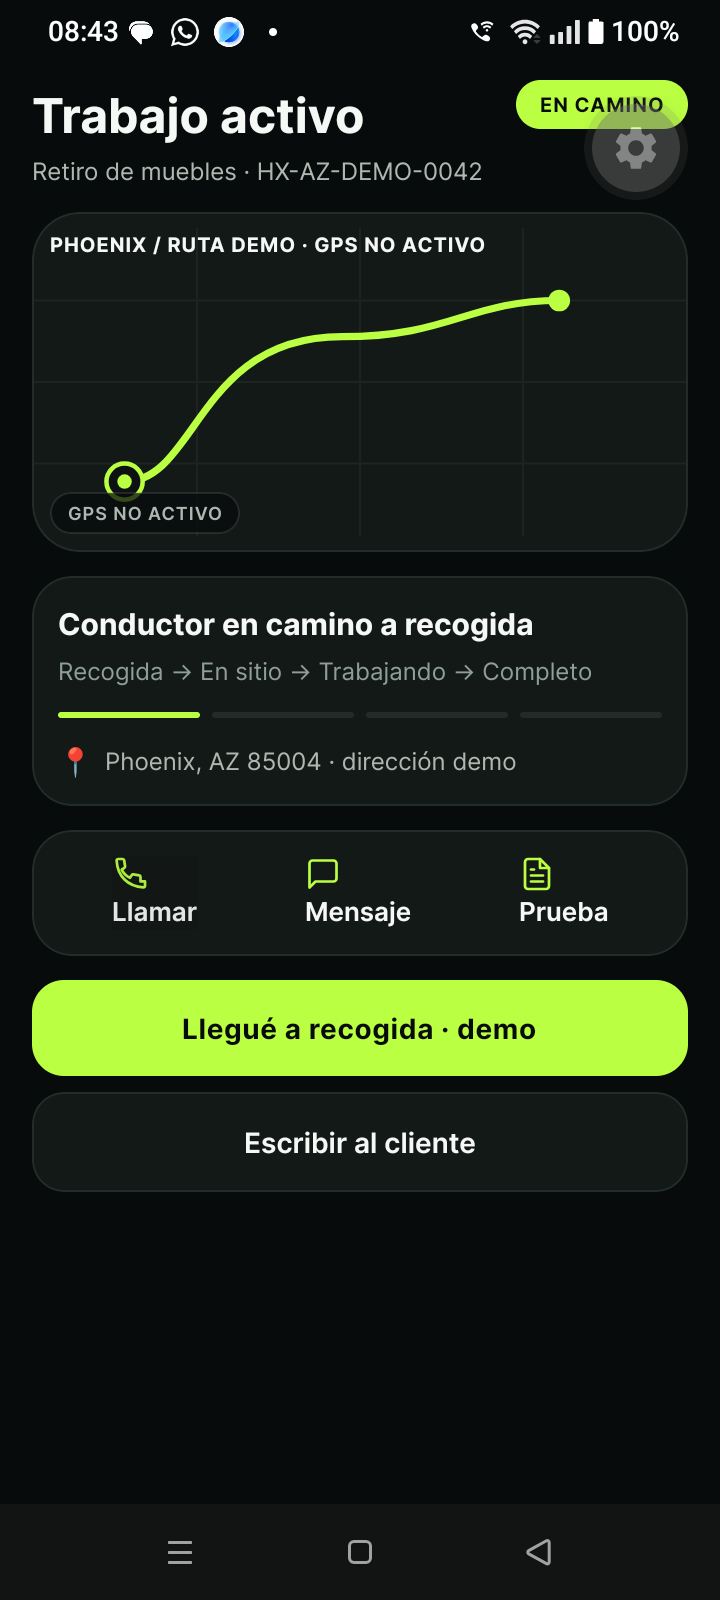 08:43
100%
Trabajo activo
EN CAMINO
Retiro de muebles · HX-AZ-DEMO-0042
PHOENIX / RUTA DEMO · GPS NO ACTIVO
GPS NO ACTIVO
Conductor en camino a recogida
Recogida → En sitio → Trabajando → Completo
Phoenix, AZ 85004 · dirección demo
Llamar
Mensaje
Prueba
Llegué a recogida · demo
Escribir al cliente